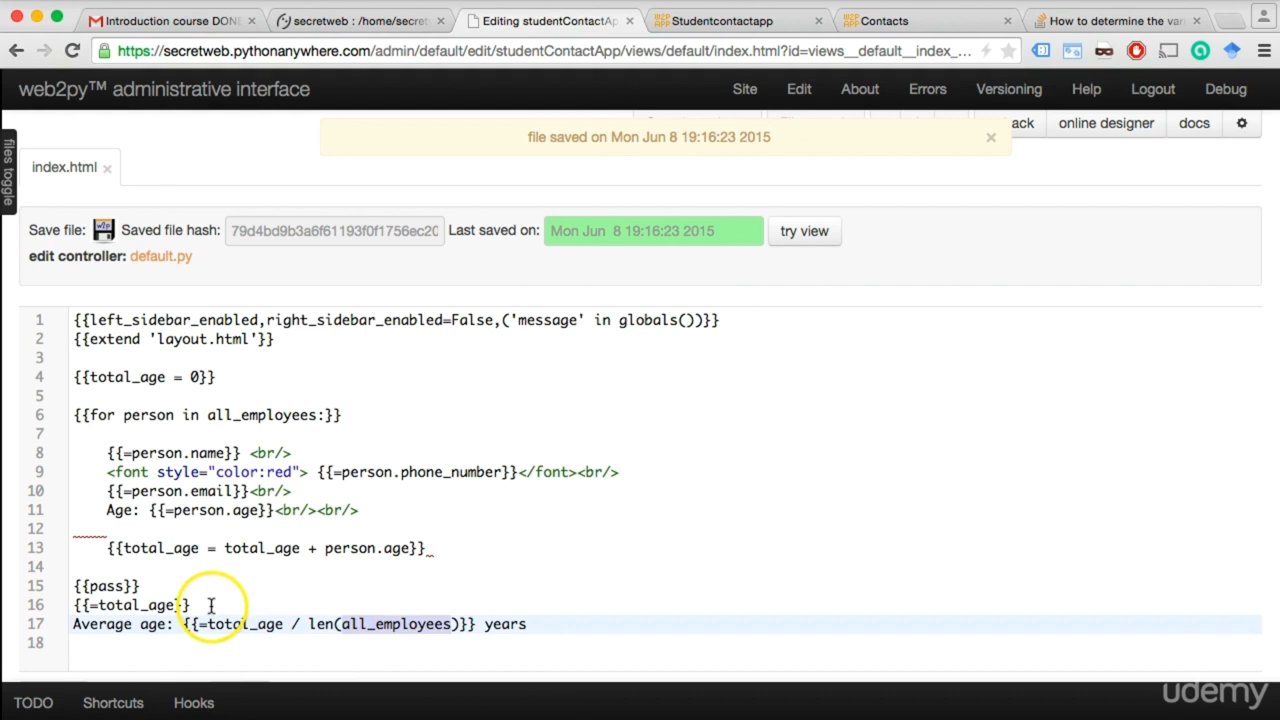 Introduction course DONE
secretweb : /home/secret
Editing studentContactAp
Studentcontactapp
Contacts
How to determine the vari
https://secretweb.pythonanywhere.com/admin/default/edit/studentContactApp/views/default/index.html?id=views__default__index_...
web2py™ administrative interface
Site Edit About Errors Versioning Help Logout Debug
file saved on Mon Jun 8 19:16:23 2015 ×
ack online designer docs
files toggle
index.html ×
Save file: Saved file hash: 79d4bd9b3a6f61193f0f1756ec20 Last saved on: Mon Jun 8 19:16:23 2015 try view
edit controller: default.py
1 {{left_sidebar_enabled,right_sidebar_enabled=False,('message' in globals())}}
2 {{extend 'layout.html'}}
3
4 {{total_age = 0}}
5
6 {{for person in all_employees:}}
7
8 {{=person.name}} <br/>
9 <font style="color:red"> {{=person.phone_number}}</font><br/>
10 {{=person.email}}<br/>
11 Age: {{=person.age}}<br/><br/>
12
13 {{total_age = total_age + person.age}}
14
15 {{pass}}
16 {{=total_age}}
17 Average age: {{=total_age / len(all_employees)}} years
18
TODO Shortcuts Hooks
udemy